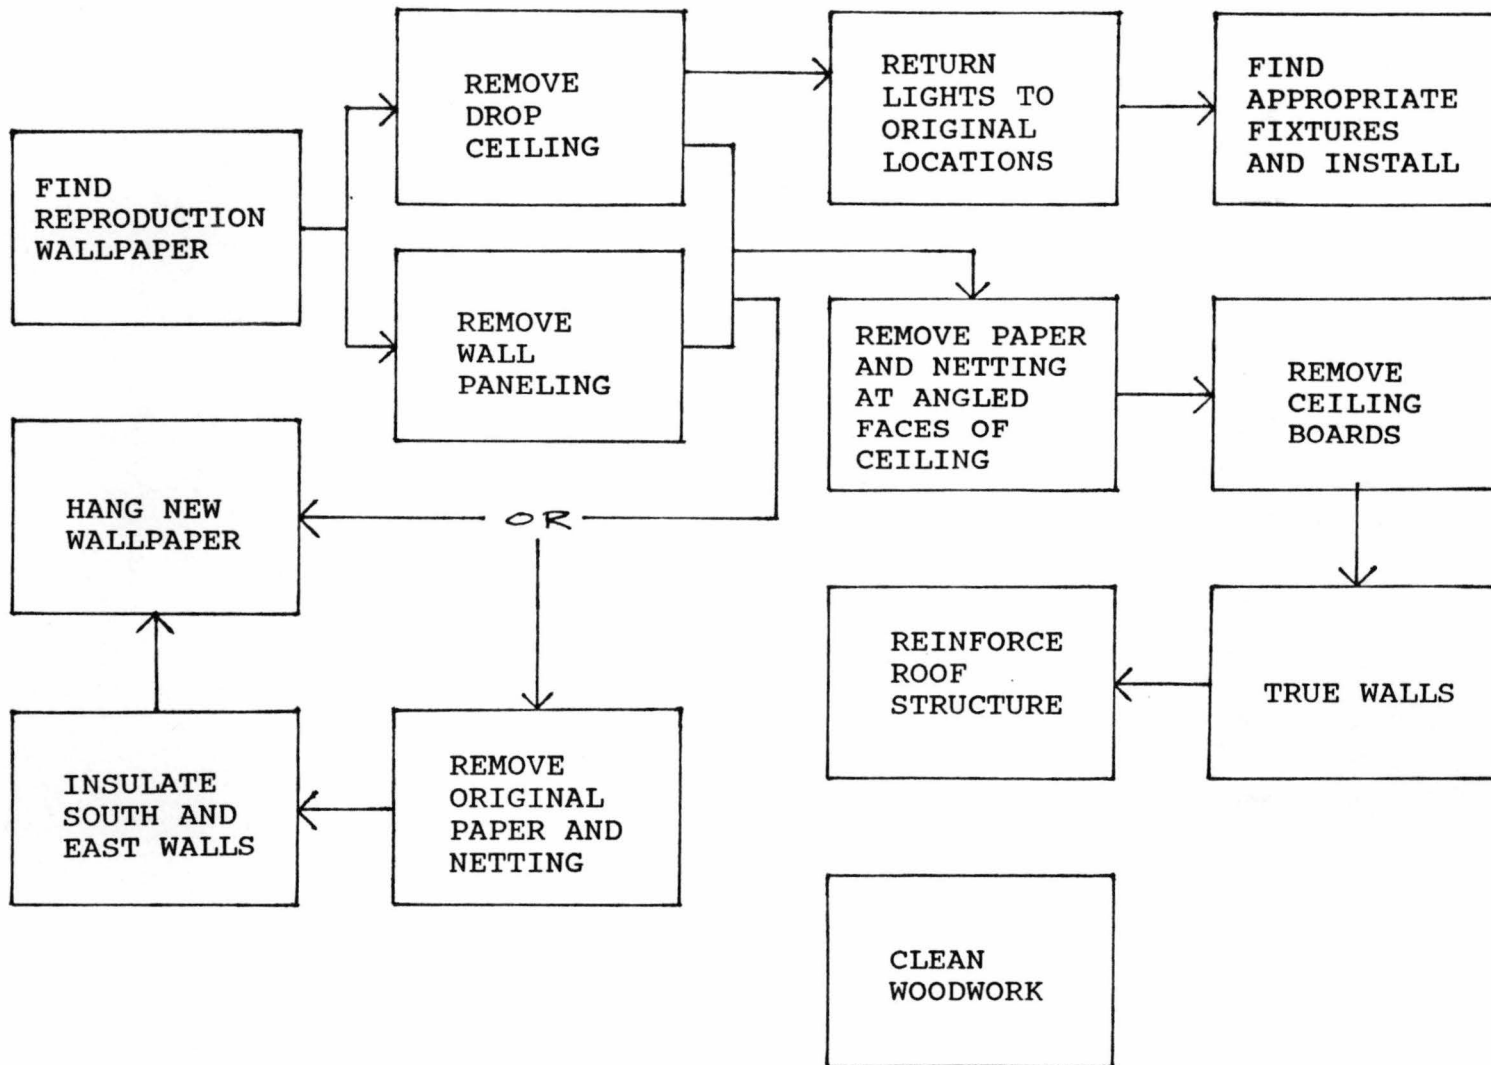 FIND
REPRODUCTION
WALLPAPER
REMOVE
DROP
CEILING
RETURN
LIGHTS TO
ORIGINAL
LOCATIONS
FIND
APPROPRIATE
FIXTURES
AND INSTALL
REMOVE
WALL
PANELING
REMOVE PAPER
AND NETTING
AT ANGLED
FACES OF
CEILING
REMOVE
CEILING
BOARDS
HANG NEW
WALLPAPER
OR
REINFORCE
ROOF
STRUCTURE
TRUE WALLS
INSULATE
SOUTH AND
EAST WALLS
REMOVE
ORIGINAL
PAPER AND
NETTING
CLEAN
WOODWORK